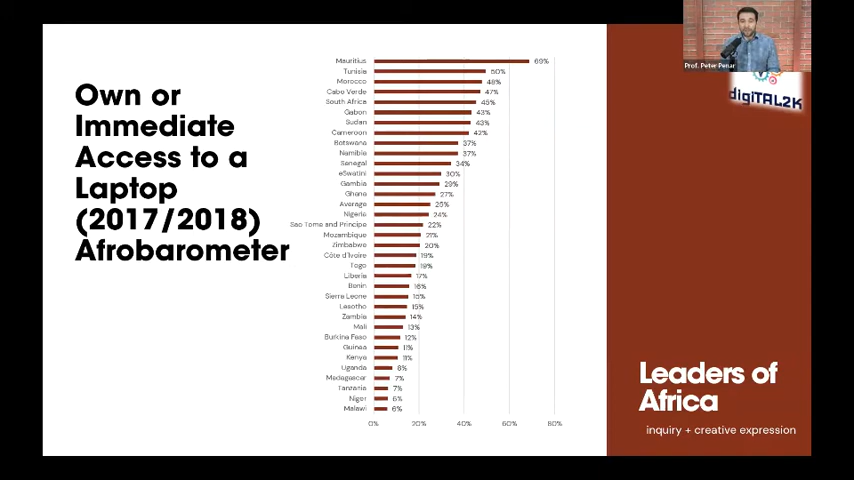 Own or
Immediate
Access to a
Laptop
(2017/2018)
Afrobarometer
Mauritius 69%
Tunisia 50%
Morocco 48%
Cabo Verde 47%
South Africa 45%
Gabon 43%
Sudan 43%
Cameroon 42%
Botswana 37%
Namibia 37%
Senegal 34%
eSwatini 30%
Gambia 29%
Ghana 27%
Average 25%
Nigeria 24%
Sao Tome and Principe 22%
Mozambique 21%
Zimbabwe 20%
Côte d'Ivoire 19%
Togo 19%
Liberia 17%
Benin 16%
Sierra Leone 15%
Lesotho 15%
Zambia 14%
Mali 13%
Burkina Faso 12%
Guinea 11%
Kenya 11%
Uganda 8%
Madagascar 7%
Tanzania 7%
Niger 6%
Malawi 6%
0% 20% 40% 60% 80%
Prof. Peter Penar
digiTAL2K
Leaders of
Africa
inquiry + creative expression